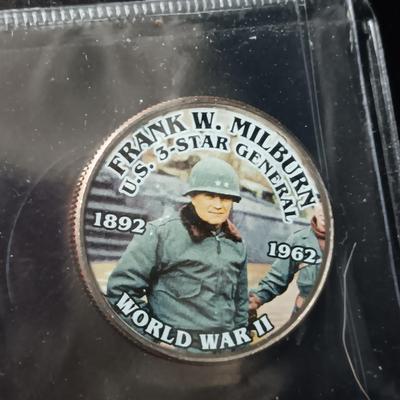 FRANK W. MILBURN
U.S. 3-STAR GENERAL
1892
1962
WORLD WAR II